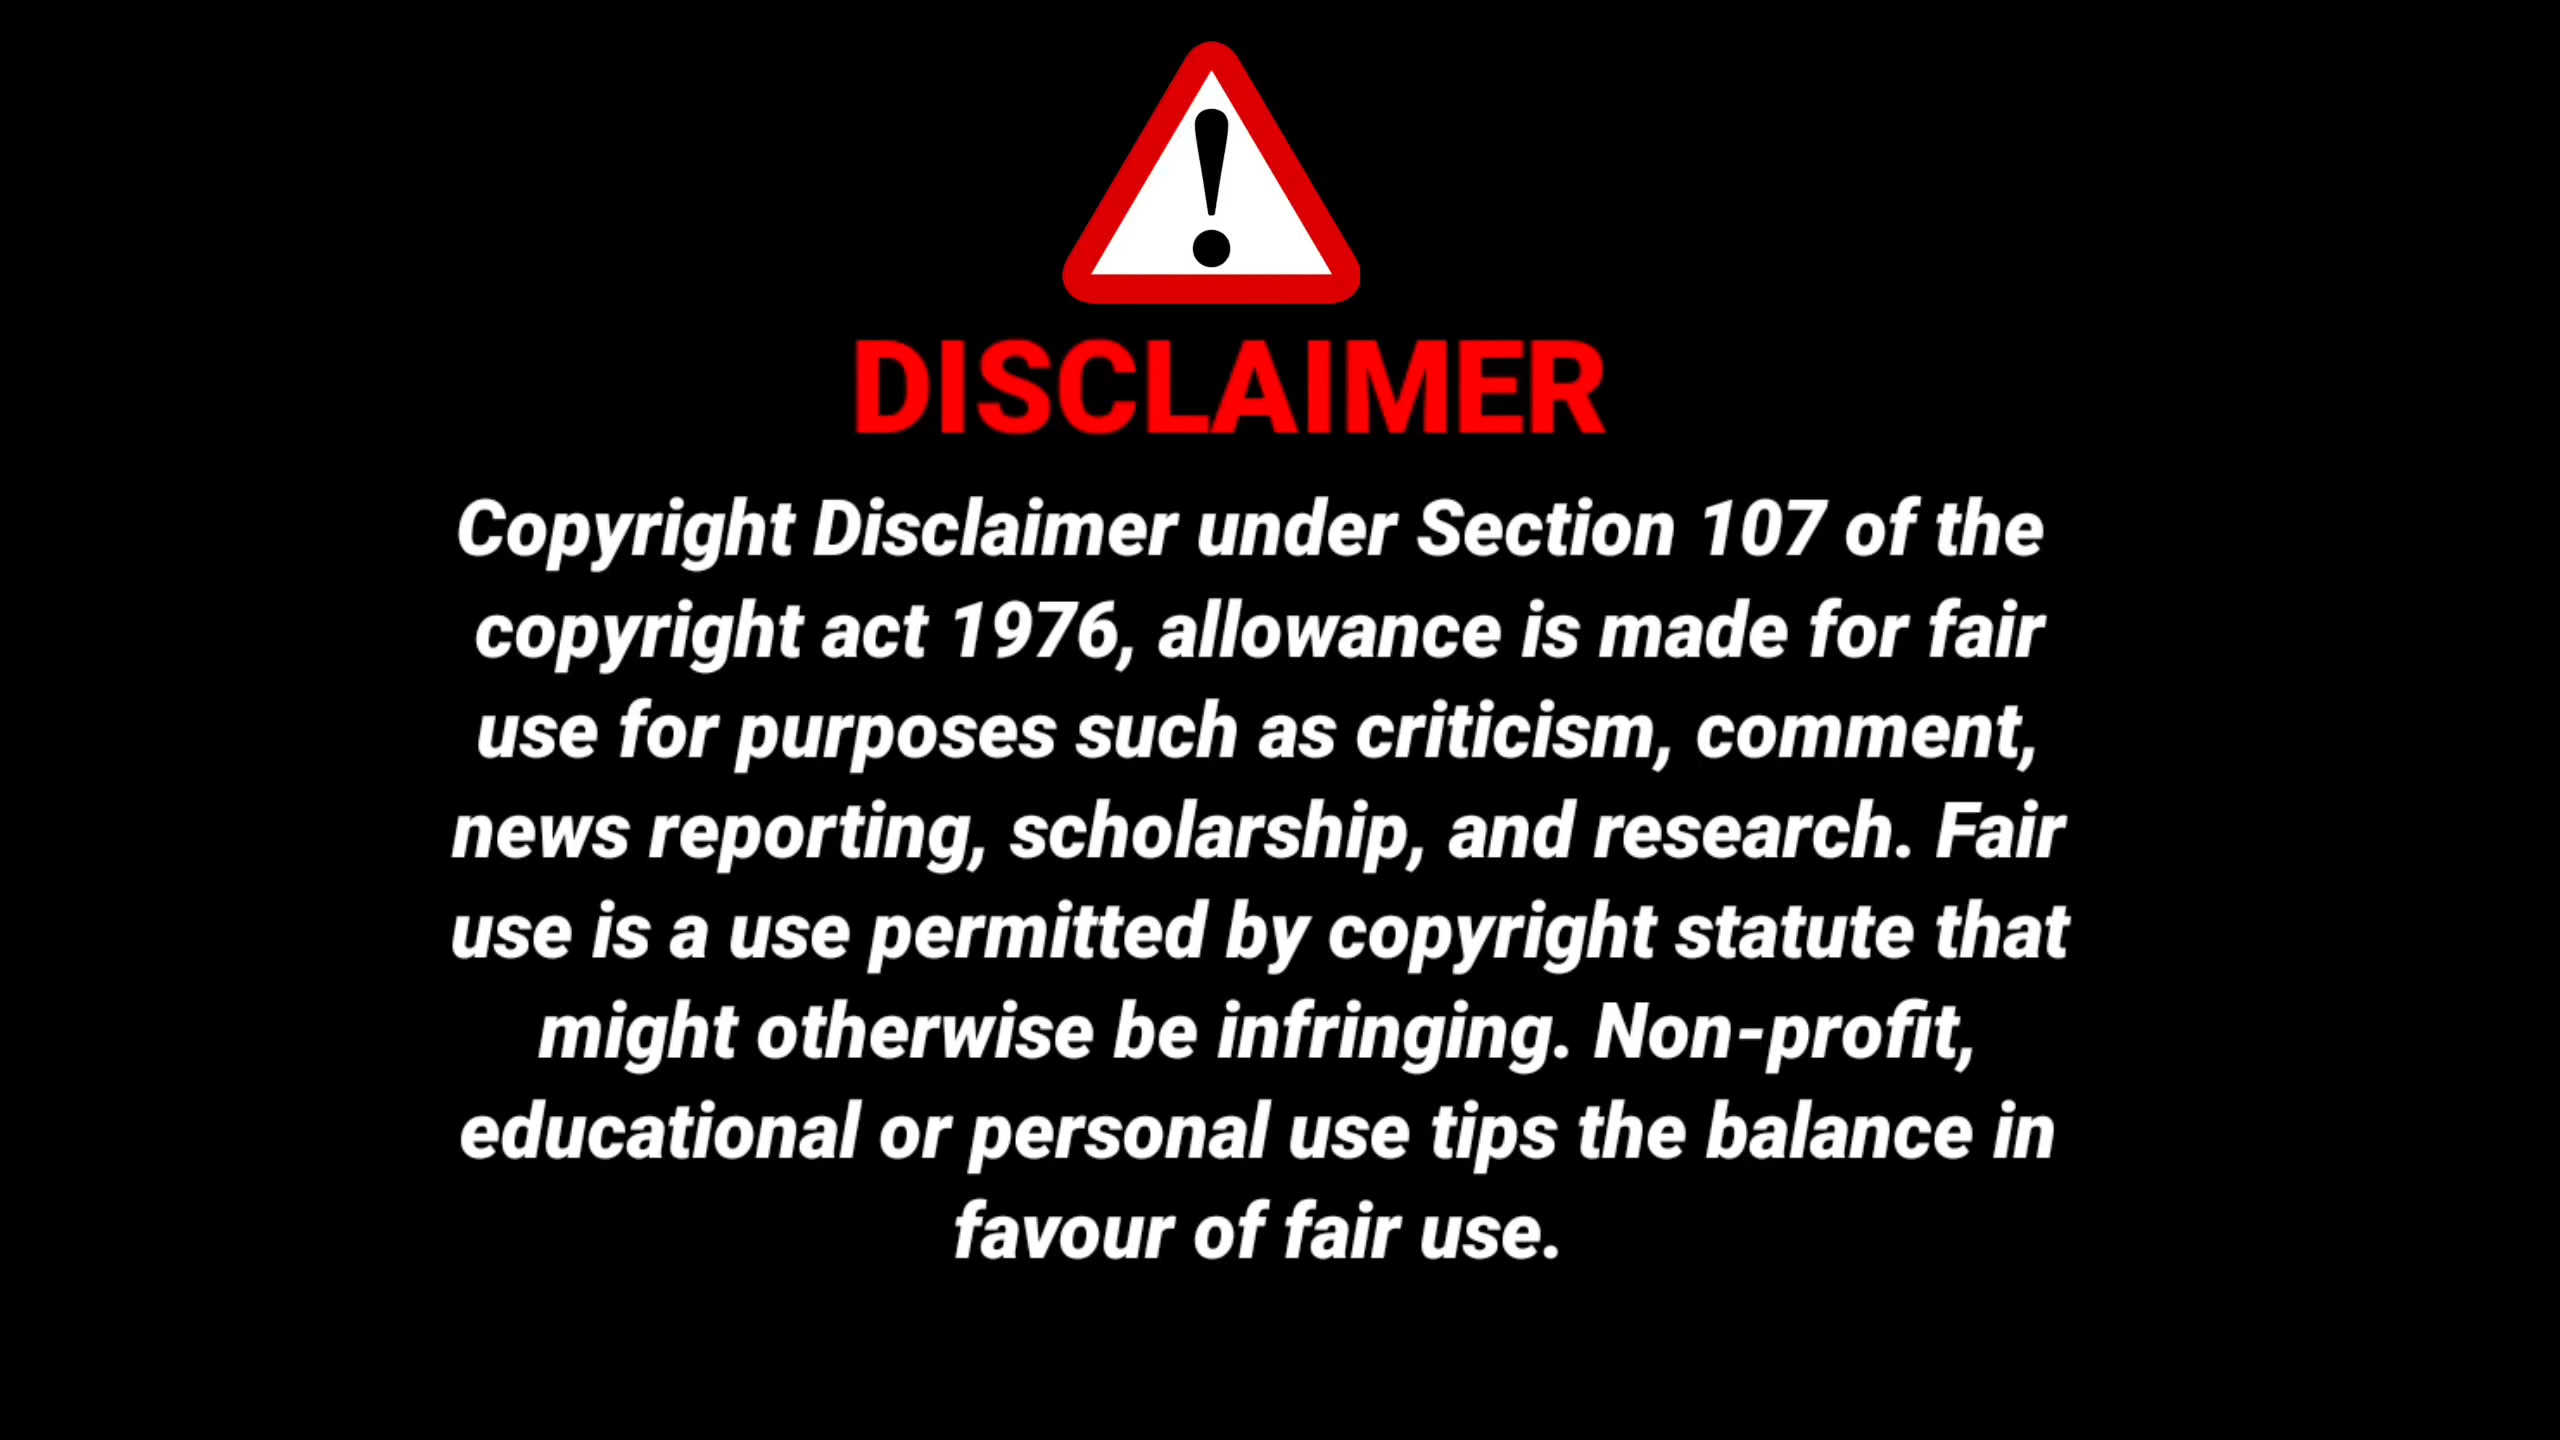 DISCLAIMER
Copyright Disclaimer under Section 107 of the
copyright act 1976, allowance is made for fair
use for purposes such as criticism, comment,
news reporting, scholarship, and research. Fair
use is a use permitted by copyright statute that
might otherwise be infringing. Non-profit,
educational or personal use tips the balance in
favour of fair use.